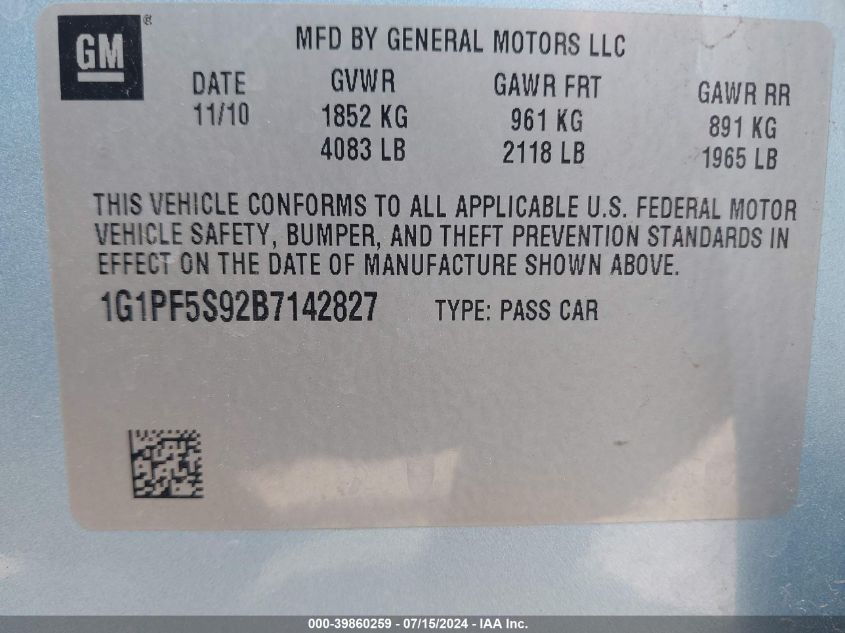 GM®
MFD BY GENERAL MOTORS LLC
DATE GVWR GAWR FRT GAWR RR
11/10 1852 KG 961 KG 891 KG
4083 LB 2118 LB 1965 LB
THIS VEHICLE CONFORMS TO ALL APPLICABLE U.S. FEDERAL MOTOR
VEHICLE SAFETY, BUMPER, AND THEFT PREVENTION STANDARDS IN
EFFECT ON THE DATE OF MANUFACTURE SHOWN ABOVE.
1G1PF5S92B7142827 TYPE: PASS CAR
000-39860259 - 07/15/2024 - IAA Inc.